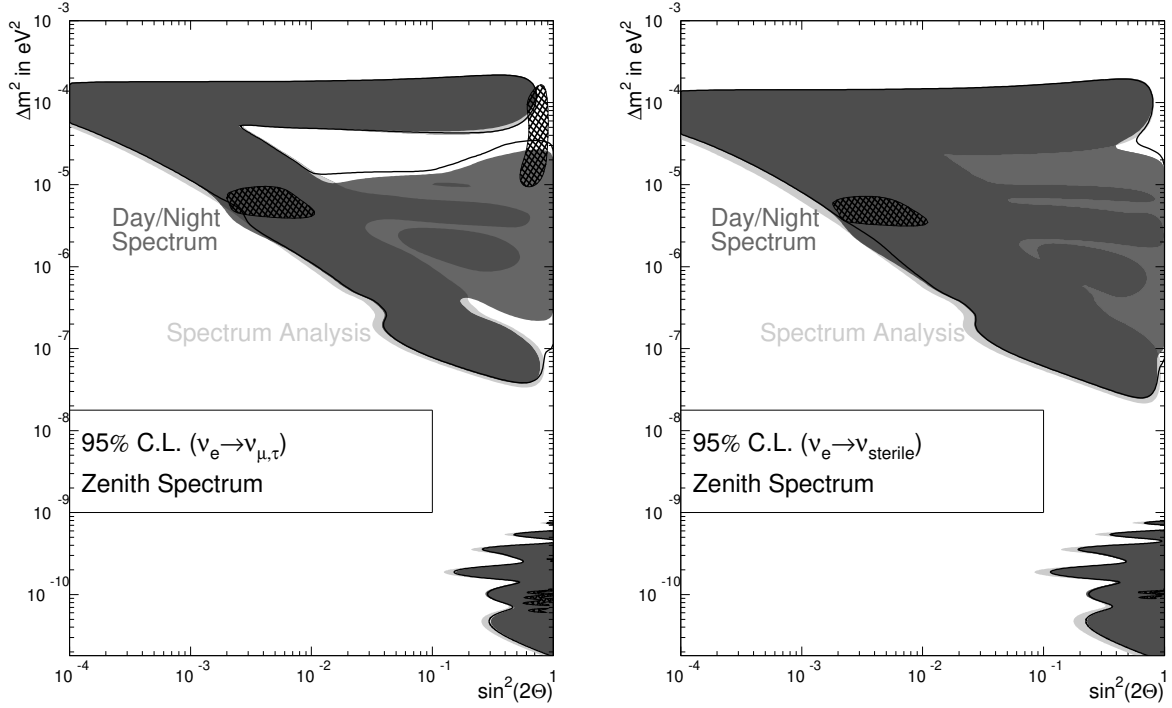 Δm² in eV²
10⁻³
10⁻⁴
10⁻⁵
10⁻⁶
10⁻⁷
10⁻⁸
10⁻⁹
10⁻¹⁰
Day/Night
Spectrum
Spectrum Analysis
95% C.L. (νₑ→ν_μ,τ)
Zenith Spectrum
10⁻⁴ 10⁻³ 10⁻² 10⁻¹ 1
sin²(2Θ)
Δm² in eV²
10⁻³
10⁻⁴
10⁻⁵
10⁻⁶
10⁻⁷
10⁻⁸
10⁻⁹
10⁻¹⁰
Day/Night
Spectrum
Spectrum Analysis
95% C.L. (νₑ→ν_sterile)
Zenith Spectrum
10⁻⁴ 10⁻³ 10⁻² 10⁻¹ 1
sin²(2Θ)